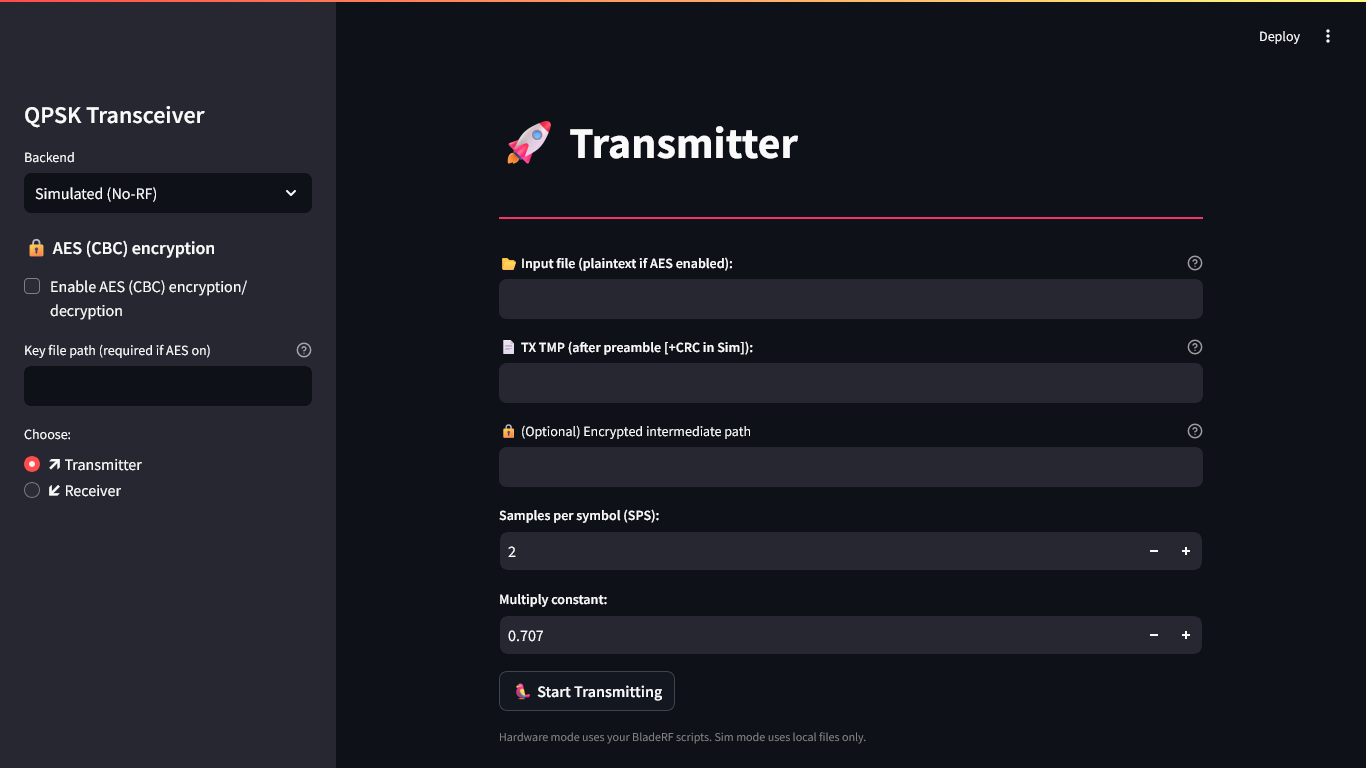 Deploy
QPSK Transceiver
Backend
Simulated (No-RF)
AES (CBC) encryption
Enable AES (CBC) encryption/
decryption
Key file path (required if AES on)
Choose:
Transmitter
Receiver
Transmitter
Input file (plaintext if AES enabled):
TX TMP (after preamble [+CRC in Sim]):
(Optional) Encrypted intermediate path
Samples per symbol (SPS):
2
Multiply constant:
0.707
Start Transmitting
Hardware mode uses your BladeRF scripts. Sim mode uses local files only.